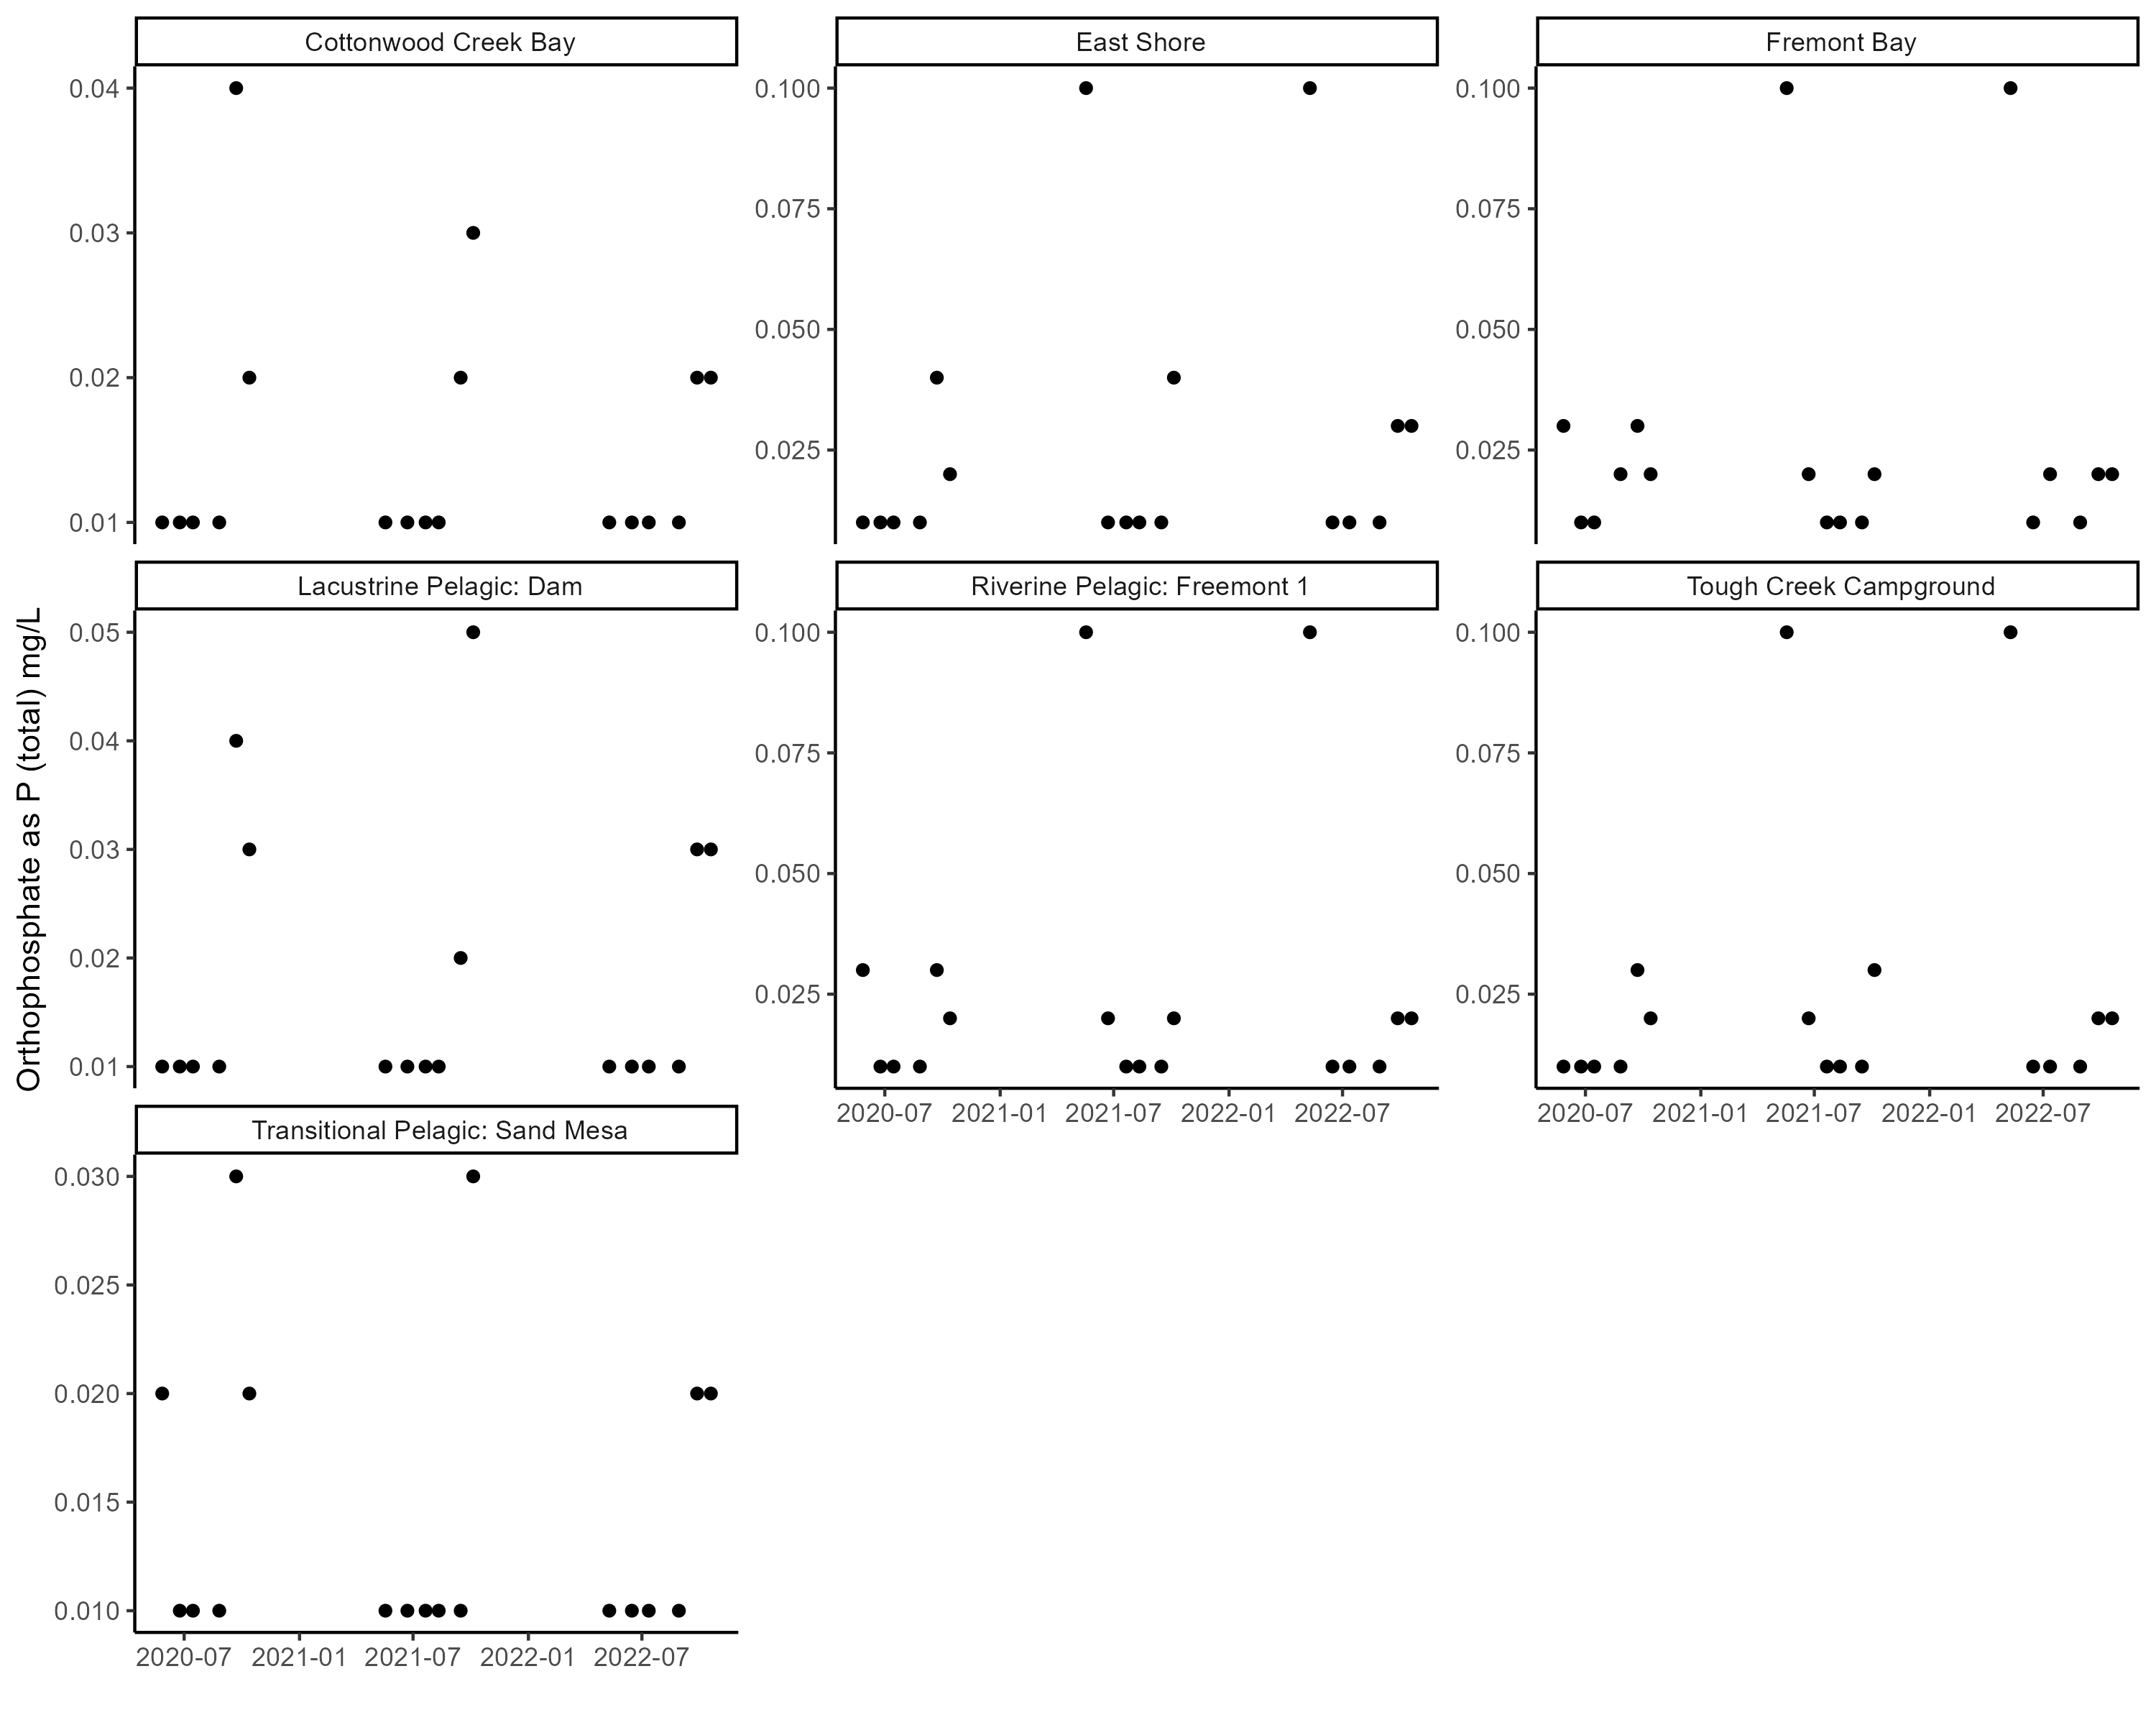 Cottonwood Creek Bay
East Shore
Fremont Bay
0.04
0.03
0.02
0.01
0.100
0.075
0.050
0.025
0.100
0.075
0.050
0.025
Lacustrine Pelagic: Dam
Riverine Pelagic: Freemont 1
Tough Creek Campground
Orthophosphate as P (total) mg/L
0.05
0.04
0.03
0.02
0.01
0.100
0.075
0.050
0.025
2020-07 2021-01 2021-07 2022-01 2022-07
0.100
0.075
0.050
0.025
2020-07 2021-01 2021-07 2022-01 2022-07
Transitional Pelagic: Sand Mesa
0.030
0.025
0.020
0.015
0.010
2020-07 2021-01 2021-07 2022-01 2022-07